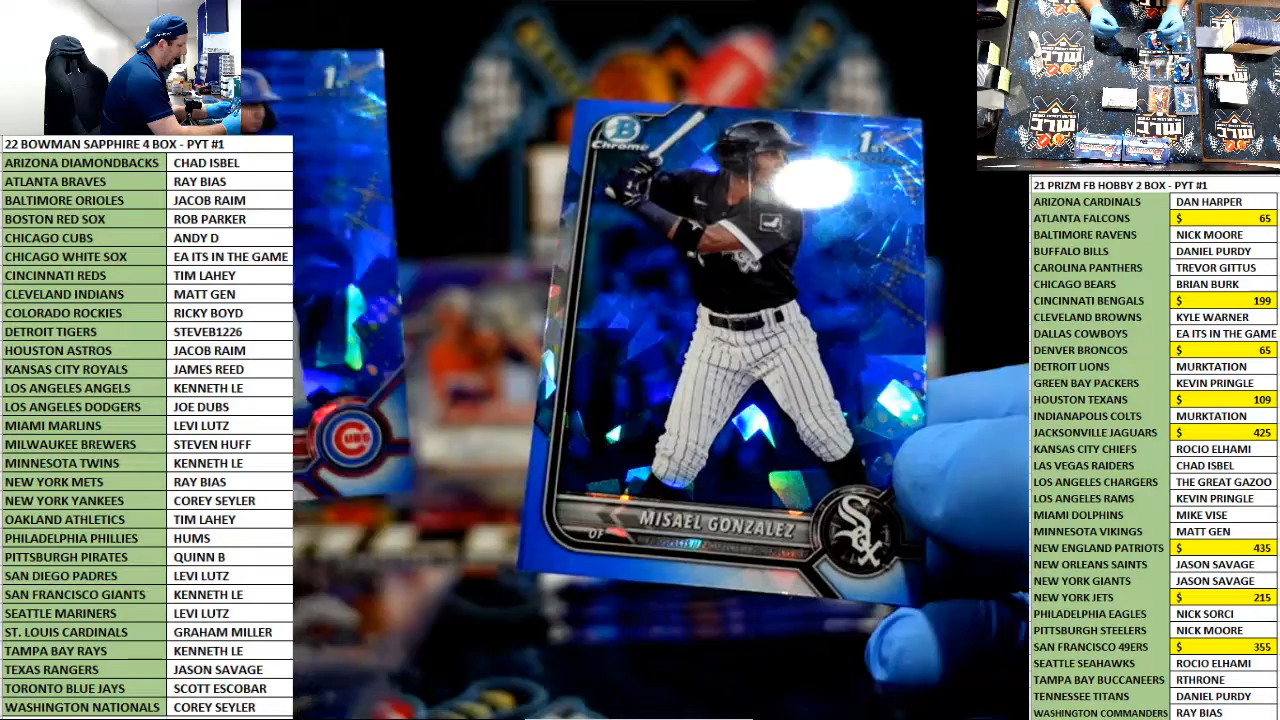 22 BOWMAN SAPPHIRE 4 BOX - PYT #1
ARIZONA DIAMONDBACKS CHAD ISBEL
ATLANTA BRAVES RAY BIAS
BALTIMORE ORIOLES JACOB RAIM
BOSTON RED SOX ROB PARKER
CHICAGO CUBS ANDY D
CHICAGO WHITE SOX EA ITS IN THE GAME
CINCINNATI REDS TIM LAHEY
CLEVELAND INDIANS MATT GEN
COLORADO ROCKIES RICKY BOYD
DETROIT TIGERS STEVEB1226
HOUSTON ASTROS JACOB RAIM
KANSAS CITY ROYALS JAMES REED
LOS ANGELES ANGELS KENNETH LE
LOS ANGELES DODGERS JOE DUBS
MIAMI MARLINS LEVI LUTZ
MILWAUKEE BREWERS STEVEN HUFF
MINNESOTA TWINS KENNETH LE
NEW YORK METS RAY BIAS
NEW YORK YANKEES COREY SEYLER
OAKLAND ATHLETICS TIM LAHEY
PHILADELPHIA PHILLIES HUMS
PITTSBURGH PIRATES QUINN B
SAN DIEGO PADRES LEVI LUTZ
SAN FRANCISCO GIANTS KENNETH LE
SEATTLE MARINERS LEVI LUTZ
ST. LOUIS CARDINALS GRAHAM MILLER
TAMPA BAY RAYS KENNETH LE
TEXAS RANGERS JASON SAVAGE
TORONTO BLUE JAYS SCOTT ESCOBAR
WASHINGTON NATIONALS COREY SEYLER
1st
CUBS
B
Chrome
1ST
MISAEL GONZALEZ
OF
Sox
21 PRIZM FB HOBBY 2 BOX - PYT #1
ARIZONA CARDINALS DAN HARPER
ATLANTA FALCONS $ 65
BALTIMORE RAVENS NICK MOORE
BUFFALO BILLS DANIEL PURDY
CAROLINA PANTHERS TREVOR GITTUS
CHICAGO BEARS BRIAN BURK
CINCINNATI BENGALS $ 199
CLEVELAND BROWNS KYLE WARNER
DALLAS COWBOYS EA ITS IN THE GAME
DENVER BRONCOS $ 65
DETROIT LIONS MURKTATION
GREEN BAY PACKERS KEVIN PRINGLE
HOUSTON TEXANS $ 109
INDIANAPOLIS COLTS MURKTATION
JACKSONVILLE JAGUARS $ 425
KANSAS CITY CHIEFS ROCIO ELHAMI
LAS VEGAS RAIDERS CHAD ISBEL
LOS ANGELES CHARGERS THE GREAT GAZOO
LOS ANGELES RAMS KEVIN PRINGLE
MIAMI DOLPHINS MIKE VISE
MINNESOTA VIKINGS MATT GEN
NEW ENGLAND PATRIOTS $ 435
NEW ORLEANS SAINTS JASON SAVAGE
NEW YORK GIANTS JASON SAVAGE
NEW YORK JETS $ 215
PHILADELPHIA EAGLES NICK SORCI
PITTSBURGH STEELERS NICK MOORE
SAN FRANCISCO 49ERS $ 355
SEATTLE SEAHAWKS ROCIO ELHAMI
TAMPA BAY BUCCANEERS RTHRONE
TENNESSEE TITANS DANIEL PURDY
WASHINGTON COMMANDERS RAY BIAS